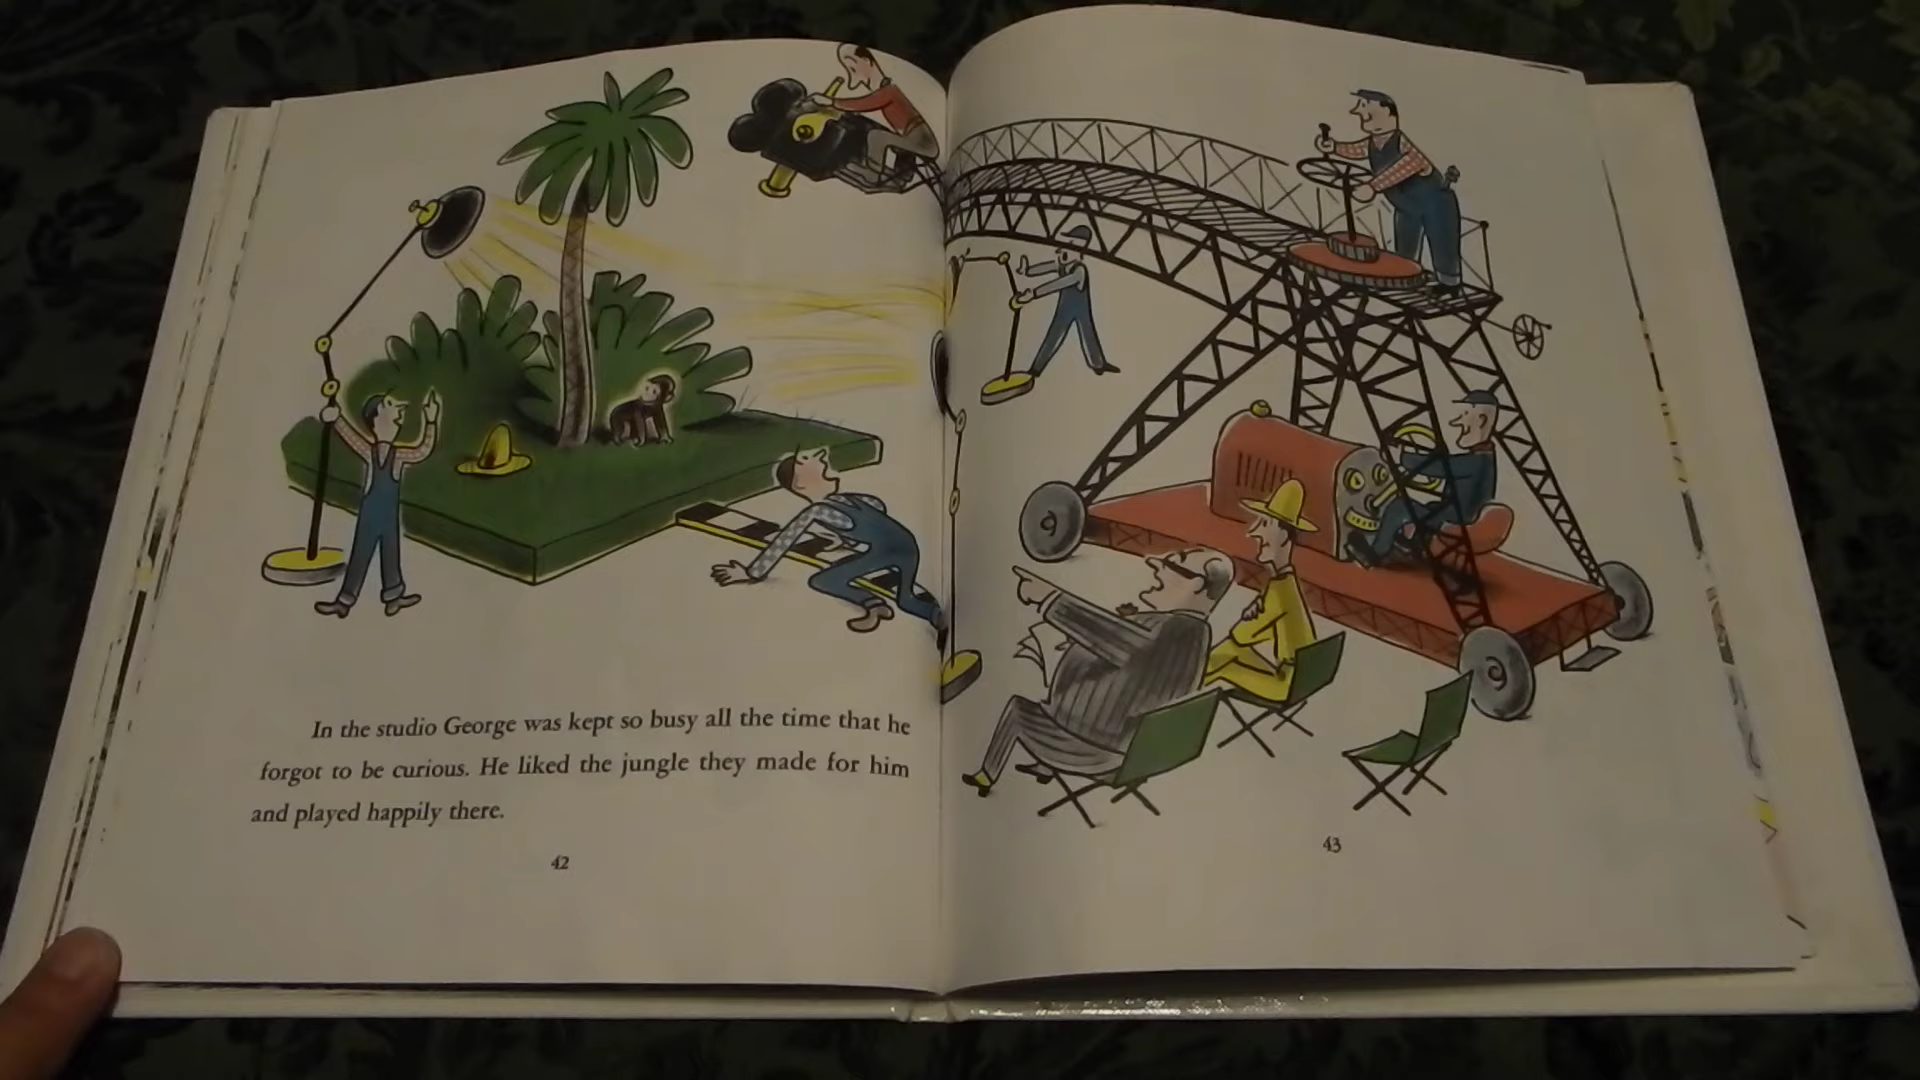 In the studio George was kept so busy all the time that he
forgot to be curious. He liked the jungle they made for him
and played happily there.
42
43